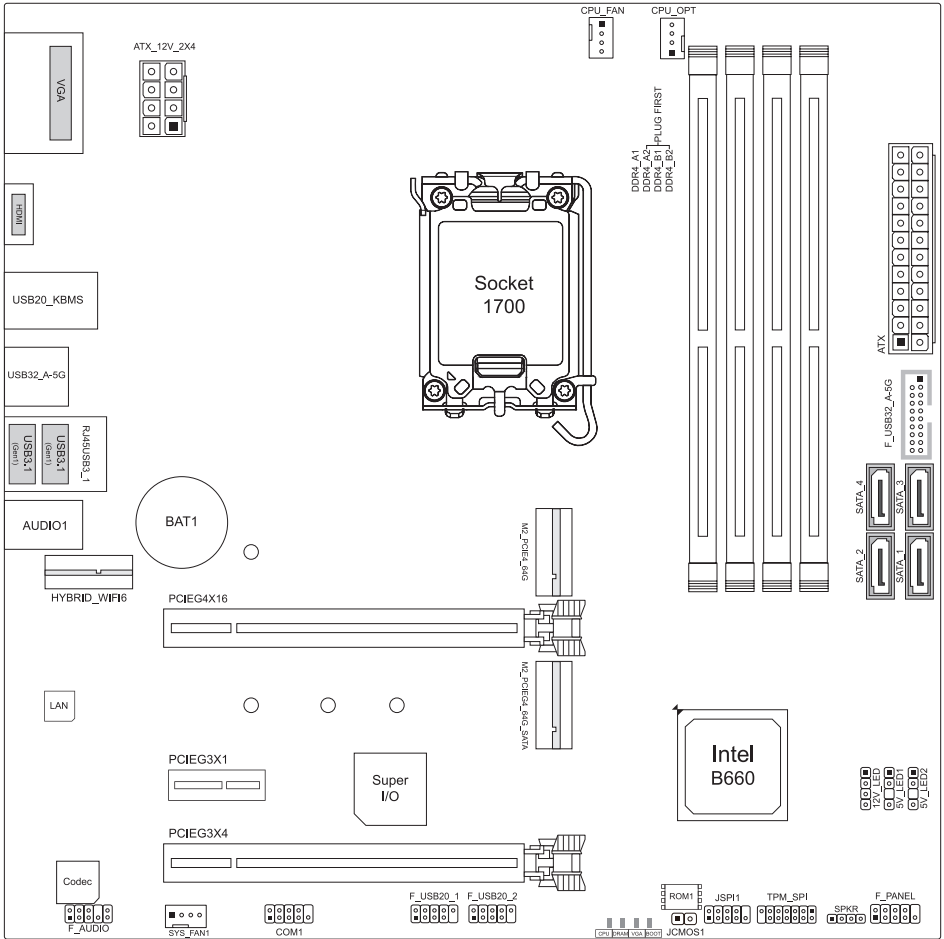 CPU_FAN
CPU_OPT
ATX_12V_2X4
VGA
PLUG FIRST
DDR4_A1
DDR4_A2
DDR4_B1
DDR4_B2
HDMI
Socket
1700
USB20_KBMS
ATX
USB32_A-5G
F_USB32_A-5G
USB3.1
(Gen1)
USB3.1
(Gen1)
RJ45USB3_1
SATA_4
SATA_3
AUDIO1
BAT1
M2_PCIE4_64G
SATA_2
SATA_1
HYBRID_WIFI6
PCIEG4X16
LAN
M2_PCIEG4_64G_SATA
Intel
B660
PCIEG3X1
Super
I/O
12V_LED
5V_LED1
5V_LED2
PCIEG3X4
Codec
F_AUDIO
SYS_FAN1
COM1
F_USB20_1
F_USB20_2
CPU
DRAM
VGA
BOOT
ROM1
JCMOS1
JSPI1
TPM_SPI
SPKR
F_PANEL